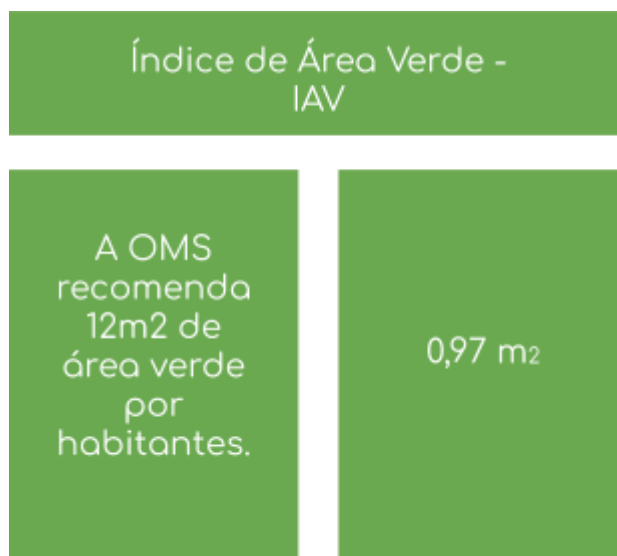 Índice de Área Verde -
IAV
A OMS
recomenda
12m2 de
área verde
por
habitantes.
0,97 m2